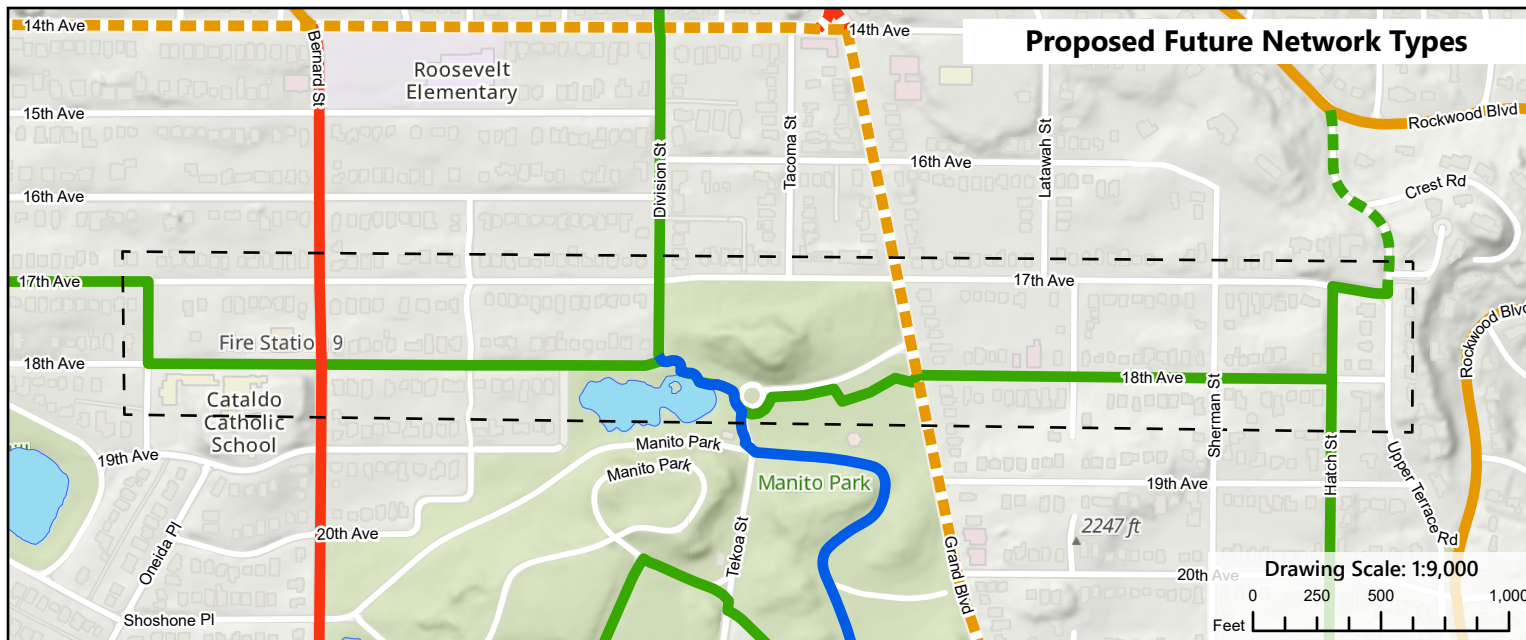 14th Ave
14th Ave
Proposed Future Network Types
Bernard St
Roosevelt
Elementary
15th Ave
Rockwood Blvd
Division St
Tacoma St
16th Ave
Latawah St
16th Ave
Crest Rd
17th Ave
17th Ave
Fire Station 9
18th Ave
18th Ave
Rockwood Blvd
Cataldo
Catholic
School
Sherman St
Hatch St
Manito Park
19th Ave
Manito Park
Manito Park
19th Ave
Upper Terrace Rd
Oneida Pl
20th Ave
Tekoa St
Grand Blvd
2247 ft
20th Ave
Drawing Scale: 1:9,000
0 250 500 1,000
Feet
Shoshone Pl